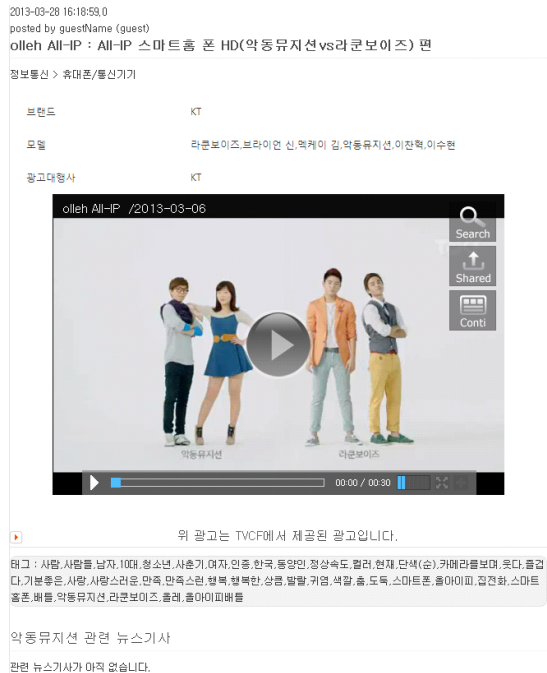 2013-03-28 16:18:59,0
posted by guestName (guest)
olleh All-IP : All-IP 스마트홈 폰 HD(악동뮤지션vs라쿤보이즈) 편
정보통신 > 휴대폰/통신기기
브랜드 KT
모델 라쿤보이즈,브라이언 신,멕케이 김,악동뮤지션,이찬혁,이수현
광고대행사 KT
olleh All-IP /2013-03-06
Search
Shared
Conti
악동뮤지션 라쿤보이즈
00:00 / 00:30
위 광고는 TVCF에서 제공된 광고입니다.
태그 : 사람,사람들,남자,10대,청소년,사춘기,여자,인증,한국,동양인,정상속도,컬러,현재,단색(순),카메라를보며,웃다,즐겁
다,기분좋은,사랑,사랑스러운,만족,만족스런,행복,행복한,상큼,발랄,귀염,색깔,춤,도둑,스마트폰,올아이피,집전화,스마트
홈폰,배틀,악동뮤지션,라쿤보이즈,올레,올아이피배틀
악동뮤지션 관련 뉴스기사
관련 뉴스기사가 아직 없습니다.